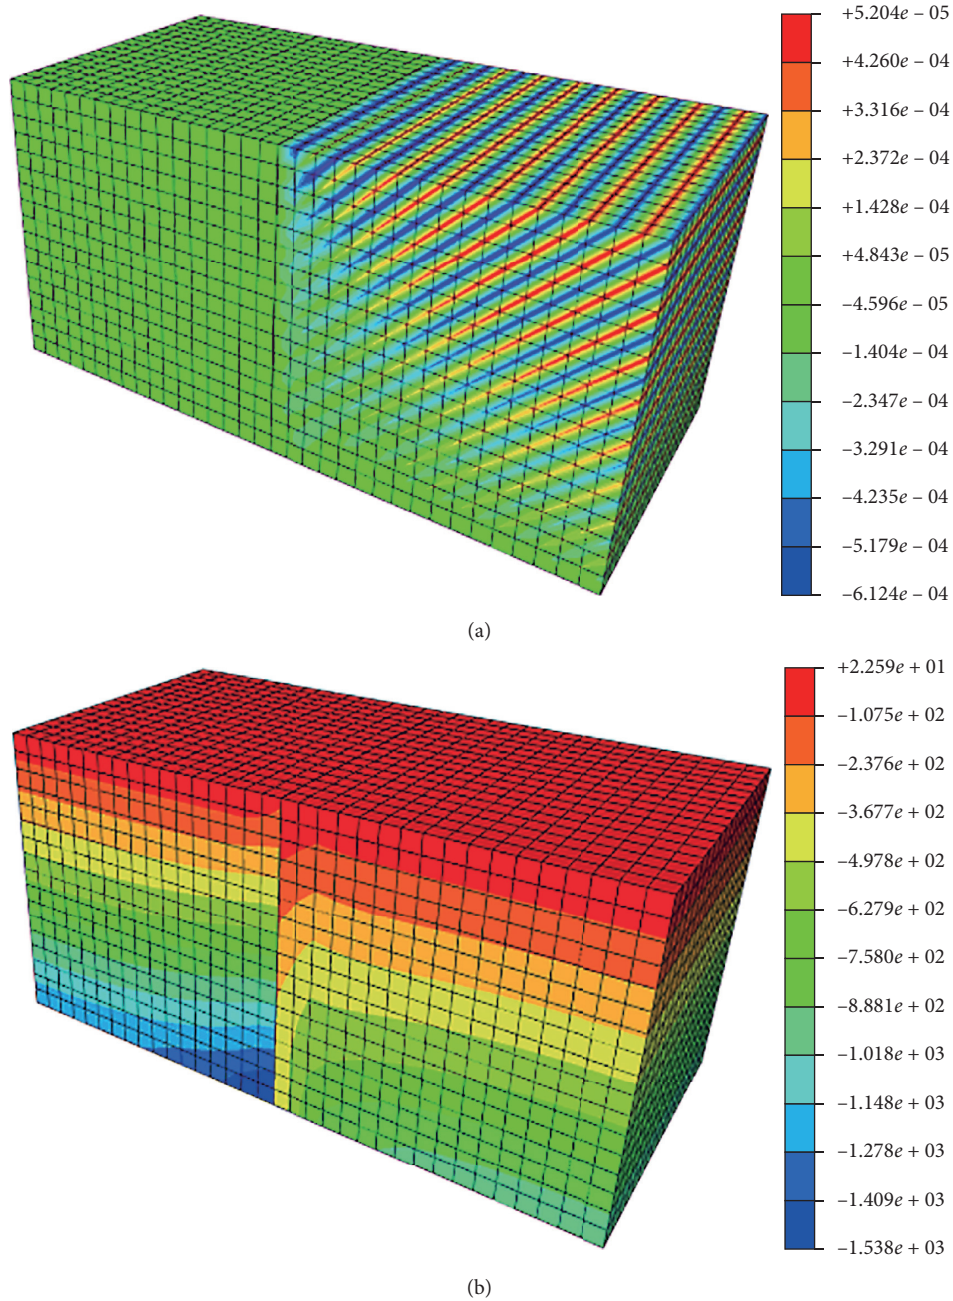 +5.204e – 05
+4.260e – 04
+3.316e – 04
+2.372e – 04
+1.428e – 04
+4.843e – 05
–4.596e – 05
–1.404e – 04
–2.347e – 04
–3.291e – 04
–4.235e – 04
–5.179e – 04
–6.124e – 04
(a)
+2.259e + 01
–1.075e + 02
–2.376e + 02
–3.677e + 02
–4.978e + 02
–6.279e + 02
–7.580e + 02
–8.881e + 02
–1.018e + 03
–1.148e + 03
–1.278e + 03
–1.409e + 03
–1.538e + 03
(b)